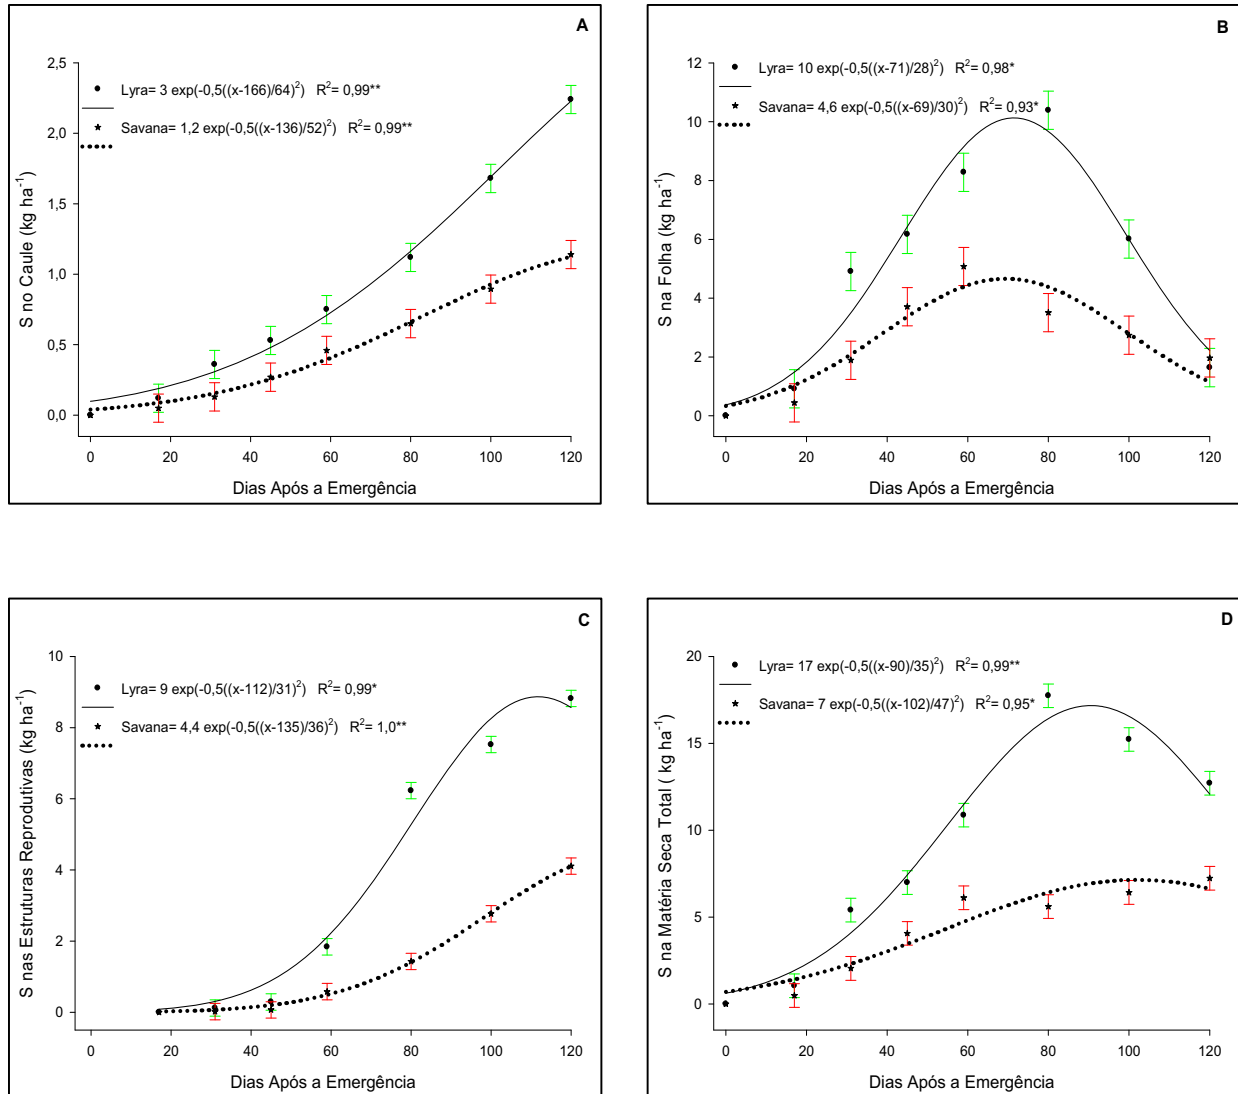 A
2,5
2,0
1,5
1,0
0,5
0,0
S no Caule (kg ha⁻¹)
Lyra= 3 exp(-0,5((x-166)/64)²) R²= 0,99**
Savana= 1,2 exp(-0,5((x-136)/52)²) R²= 0,99**
0 20 40 60 80 100 120
Dias Após a Emergência
B
12
10
8
6
4
2
0
S na Folha (kg ha⁻¹)
Lyra= 10 exp(-0,5((x-71)/28)²) R²= 0,98*
Savana= 4,6 exp(-0,5((x-69)/30)²) R²= 0,93*
0 20 40 60 80 100 120
Dias Após a Emergência
C
10
8
6
4
2
0
S nas Estruturas Reprodutivas (kg ha⁻¹)
Lyra= 9 exp(-0,5((x-112)/31)²) R²= 0,99*
Savana= 4,4 exp(-0,5((x-135)/36)²) R²= 1,0**
0 20 40 60 80 100 120
Dias Após a Emergência
D
20
15
10
5
0
S na Matéria Seca Total ( kg ha⁻¹)
Lyra= 17 exp(-0,5((x-90)/35)²) R²= 0,99**
Savana= 7 exp(-0,5((x-102)/47)²) R²= 0,95*
0 20 40 60 80 100 120
Dias Após a Emergência